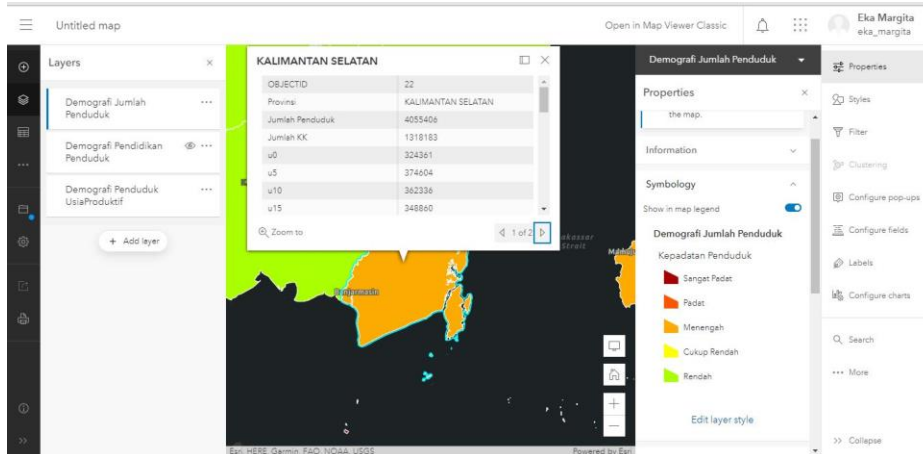 Untitled map
Open in Map Viewer Classic
Eka Margita
eka_margita
Layers
Demografi Jumlah
Penduduk
Demografi Pendidikan
Penduduk
Demografi Penduduk
UsiaProduktif
+ Add layer
KALIMANTAN SELATAN
OBJECTID 22
Provinsi KALIMANTAN SELATAN
Jumlah Penduduk 4055406
Jumlah KK 1318183
u0 324361
u5 374604
u10 362336
u15 348860
Zoom to
1 of 2
Makassar
Strait
Banjarmasin
Esri, HERE, Garmin, FAO, NOAA, USGS
Powered by Esri
Demografi Jumlah Penduduk
Properties
the map.
Information
Symbology
Show in map legend
Demografi Jumlah Penduduk
Kepadatan Penduduk
Sangat Padat
Padat
Menengah
Cukup Rendah
Rendah
Edit layer style
Properties
Styles
Filter
Clustering
Configure pop-ups
Configure fields
Labels
Configure charts
Search
More
Collapse